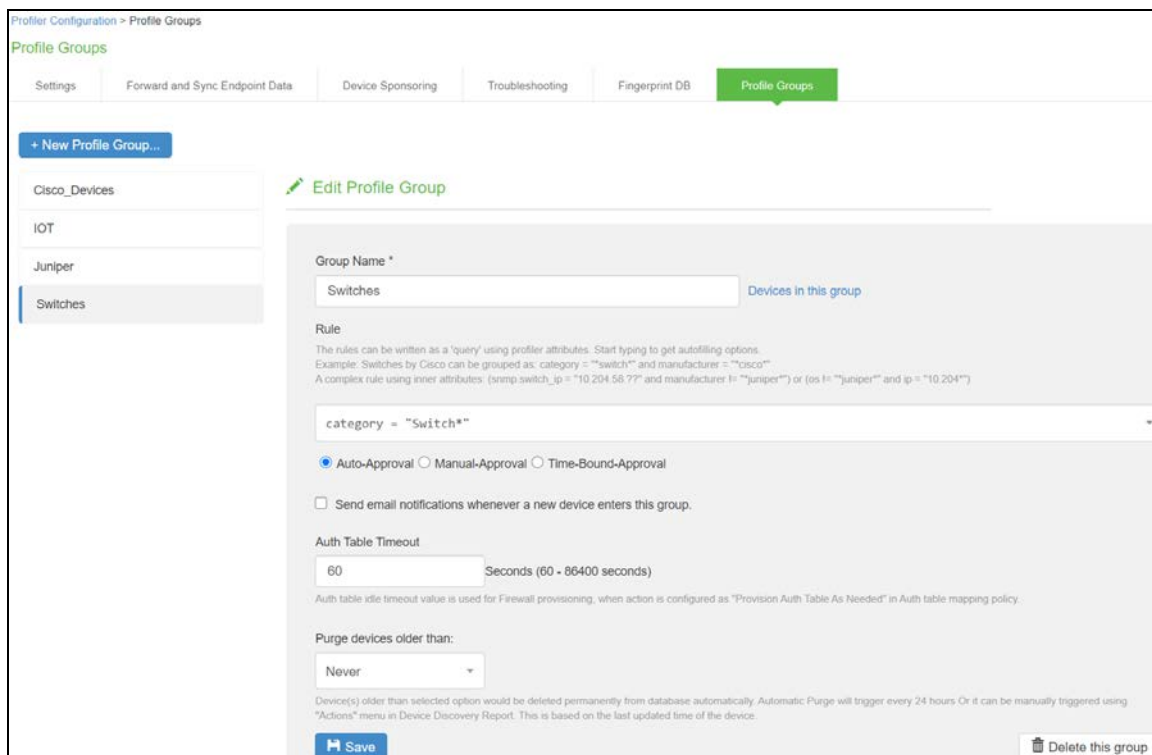 Profiler Configuration > Profile Groups
Profile Groups
Settings Forward and Sync Endpoint Data Device Sponsoring Troubleshooting Fingerprint DB Profile Groups
+ New Profile Group...
Cisco_Devices
IOT
Juniper
Switches
Edit Profile Group
Group Name *
Switches Devices in this group
Rule
The rules can be written as a 'query' using profiler attributes. Start typing to get autofilling options.
Example: Switches by Cisco can be grouped as: category = "*switch*" and manufacturer = "*cisco*"
A complex rule using inner attributes: (snmp.switch_ip = "10.204.58.??" and manufacturer != "*juniper*") or (os != "*juniper*" and ip = "10.204*")
category = "Switch*"
Auto-Approval Manual-Approval Time-Bound-Approval
Send email notifications whenever a new device enters this group.
Auth Table Timeout
60 Seconds (60 - 86400 seconds)
Auth table idle timeout value is used for Firewall provisioning, when action is configured as "Provision Auth Table As Needed" in Auth table mapping policy.
Purge devices older than:
Never
Device(s) older than selected option would be deleted permanently from database automatically. Automatic Purge will trigger every 24 hours Or it can be manually triggered using
"Actions" menu in Device Discovery Report. This is based on the last updated time of the device.
Save Delete this group